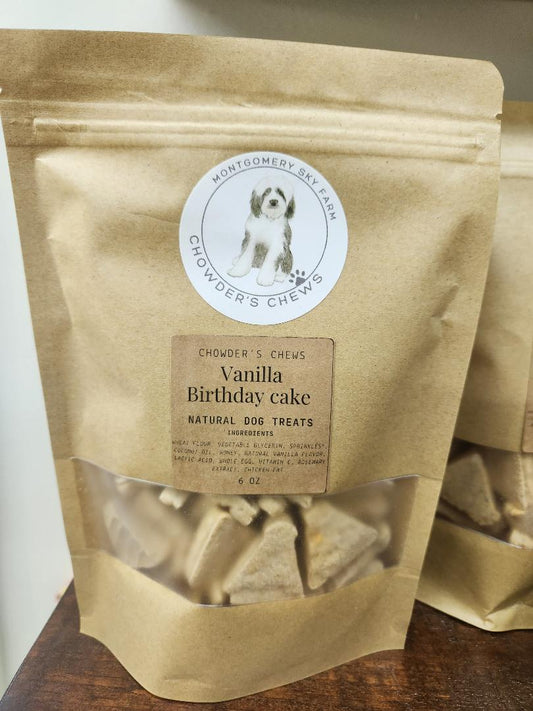 MONTGOMERY SKY FARM
CHOWDER'S CHEWS
CHOWDER'S CHEWS
Vanilla
Birthday cake
NATURAL DOG TREATS
INGREDIENTS
WHEAT FLOUR, VEGETABLE GLYCERIN, SPRINKLES,
COCONUT OIL, HONEY, NATURAL VANILLA FLAVOR,
LACTIC ACID, WHOLE EGG, VITAMIN C, ROSEMARY
EXTRACT, CHICKEN FAT
6 OZ